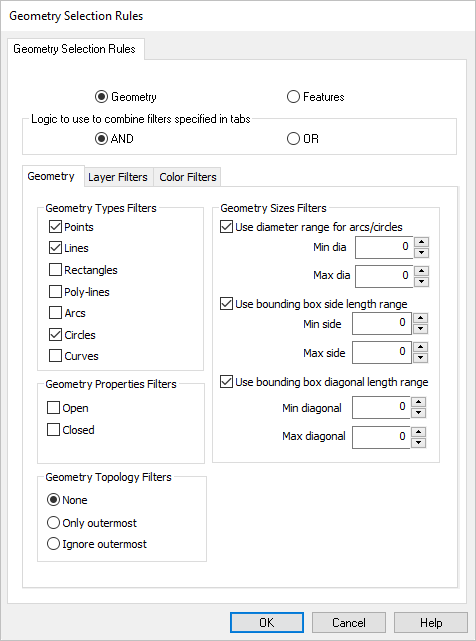 Geometry Selection Rules
Geometry Selection Rules
Geometry Features
Logic to use to combine filters specified in tabs
AND OR
Geometry Layer Filters Color Filters
Geometry Types Filters
Points
Lines
Rectangles
Poly-lines
Arcs
Circles
Curves
Geometry Properties Filters
Open
Closed
Geometry Topology Filters
None
Only outermost
Ignore outermost
Geometry Sizes Filters
Use diameter range for arcs/circles
Min dia 0
Max dia 0
Use bounding box side length range
Min side 0
Max side 0
Use bounding box diagonal length range
Min diagonal 0
Max diagonal 0
OK Cancel Help